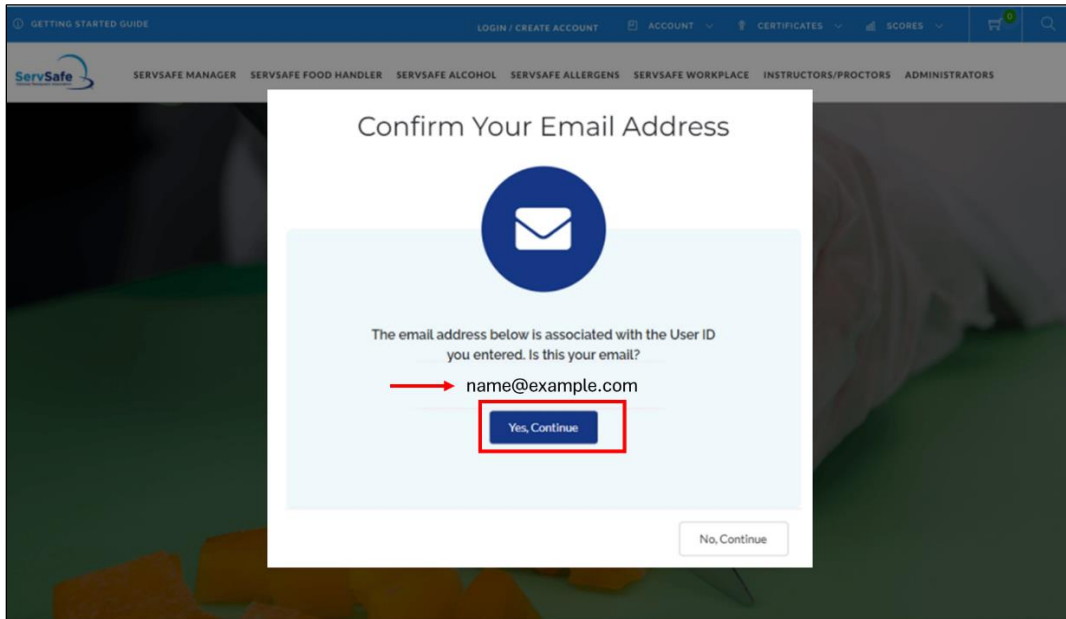 GETTING STARTED GUIDE
LOGIN / CREATE ACCOUNT
ACCOUNT
CERTIFICATES
SCORES
0
ServSafe
SERVSAFE MANAGER
SERVSAFE FOOD HANDLER
SERVSAFE ALCOHOL
SERVSAFE ALLERGENS
SERVSAFE WORKPLACE
INSTRUCTORS/PROCTORS
ADMINISTRATORS
Confirm Your Email Address
The email address below is associated with the User ID
you entered. Is this your email?
name@example.com
Yes, Continue
No, Continue